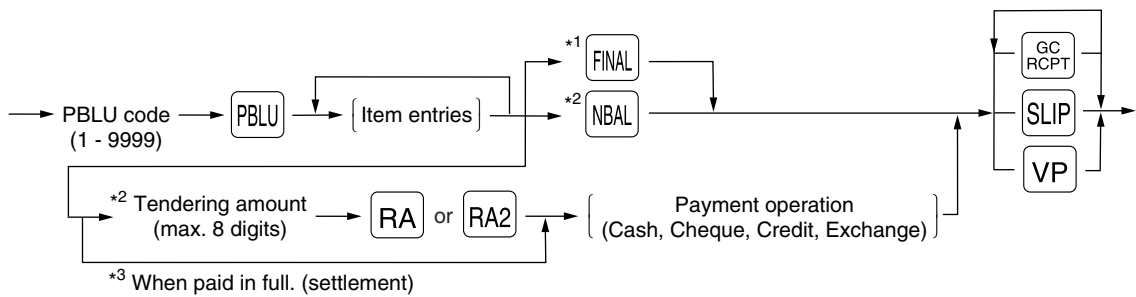 *1 FINAL
GC
RCPT
PBLU code
(1 - 9999)
PBLU
Item entries
*2 NBAL
SLIP
VP
*2 Tendering amount
(max. 8 digits)
RA or RA2
Payment operation
(Cash, Cheque, Credit, Exchange)
*3 When paid in full. (settlement)